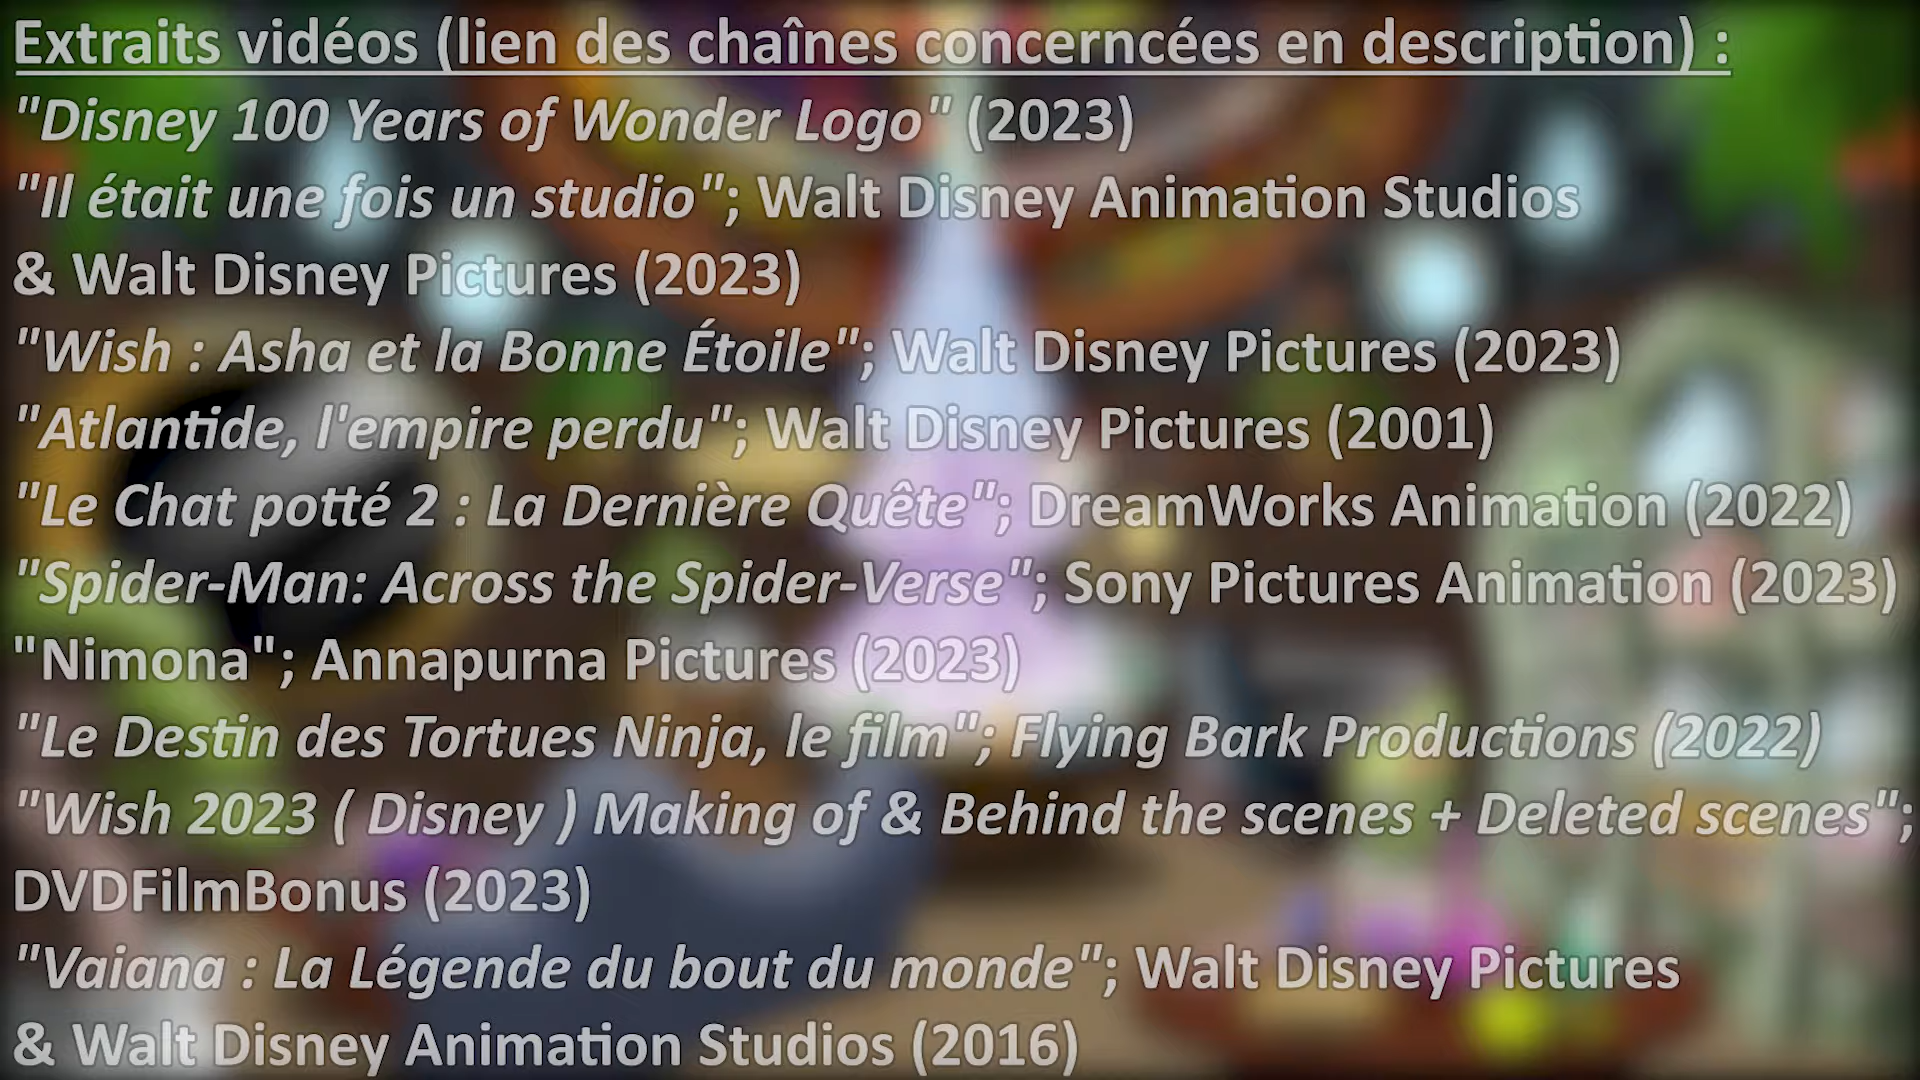 Extraits vidéos (lien des chaînes concerncées en description) :
"Disney 100 Years of Wonder Logo" (2023)
"Il était une fois un studio"; Walt Disney Animation Studios
& Walt Disney Pictures (2023)
"Wish : Asha et la Bonne Étoile"; Walt Disney Pictures (2023)
"Atlantide, l'empire perdu"; Walt Disney Pictures (2001)
"Le Chat potté 2 : La Dernière Quête"; DreamWorks Animation (2022)
"Spider-Man: Across the Spider-Verse"; Sony Pictures Animation (2023)
"Nimona"; Annapurna Pictures (2023)
"Le Destin des Tortues Ninja, le film"; Flying Bark Productions (2022)
"Wish 2023 ( Disney ) Making of & Behind the scenes + Deleted scenes";
DVDFilmBonus (2023)
"Vaiana : La Légende du bout du monde"; Walt Disney Pictures
& Walt Disney Animation Studios (2016)